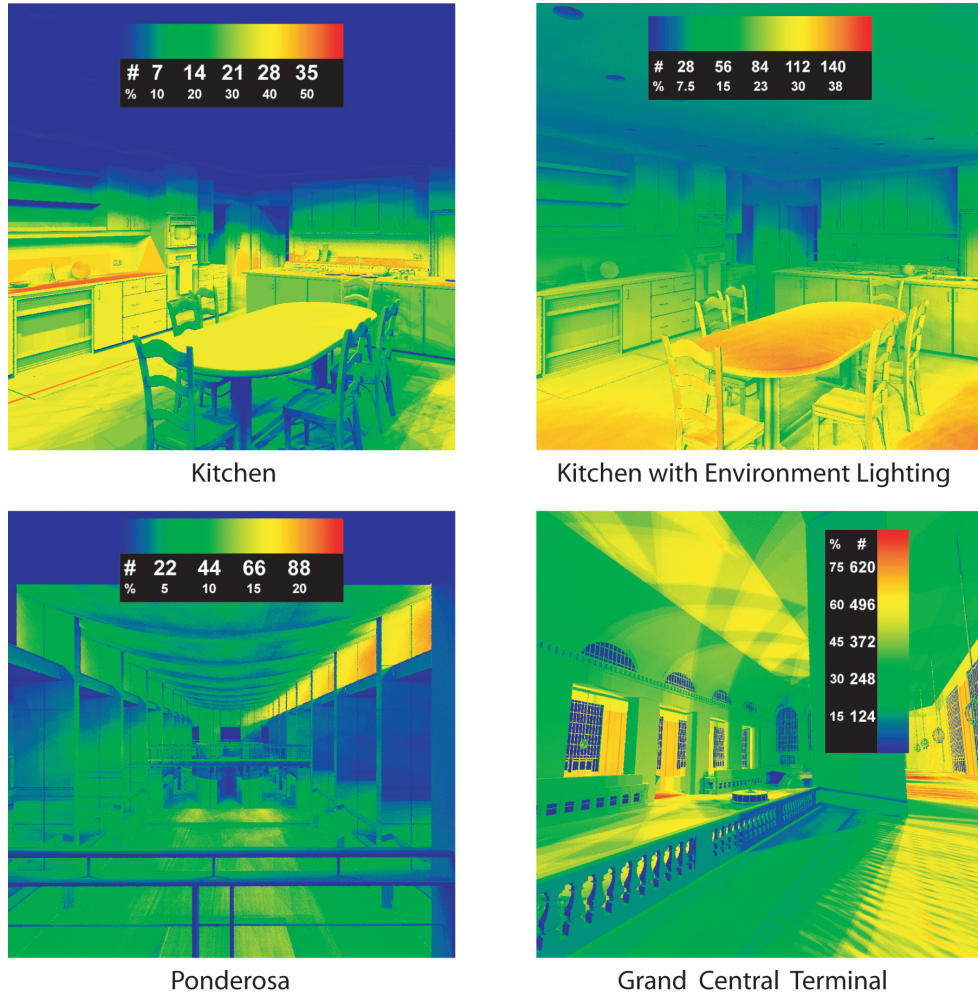 # 7 14 21 28 35
% 10 20 30 40 50
# 28 56 84 112 140
% 7.5 15 23 30 38
Kitchen
Kitchen with Environment Lighting
# 22 44 66 88
% 5 10 15 20
% #
75 620
60 496
45 372
30 248
15 124
Ponderosa
Grand Central Terminal